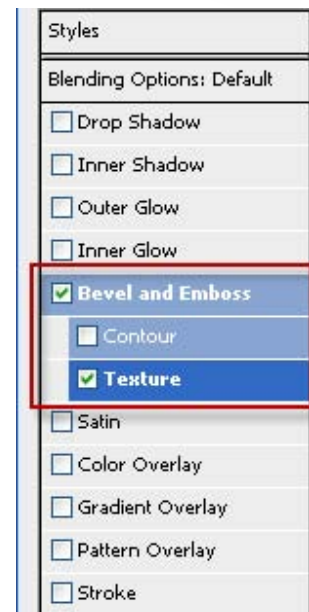 Styles
Blending Options: Default
Drop Shadow
Inner Shadow
Outer Glow
Inner Glow
Bevel and Emboss
Contour
Texture
Satin
Color Overlay
Gradient Overlay
Pattern Overlay
Stroke